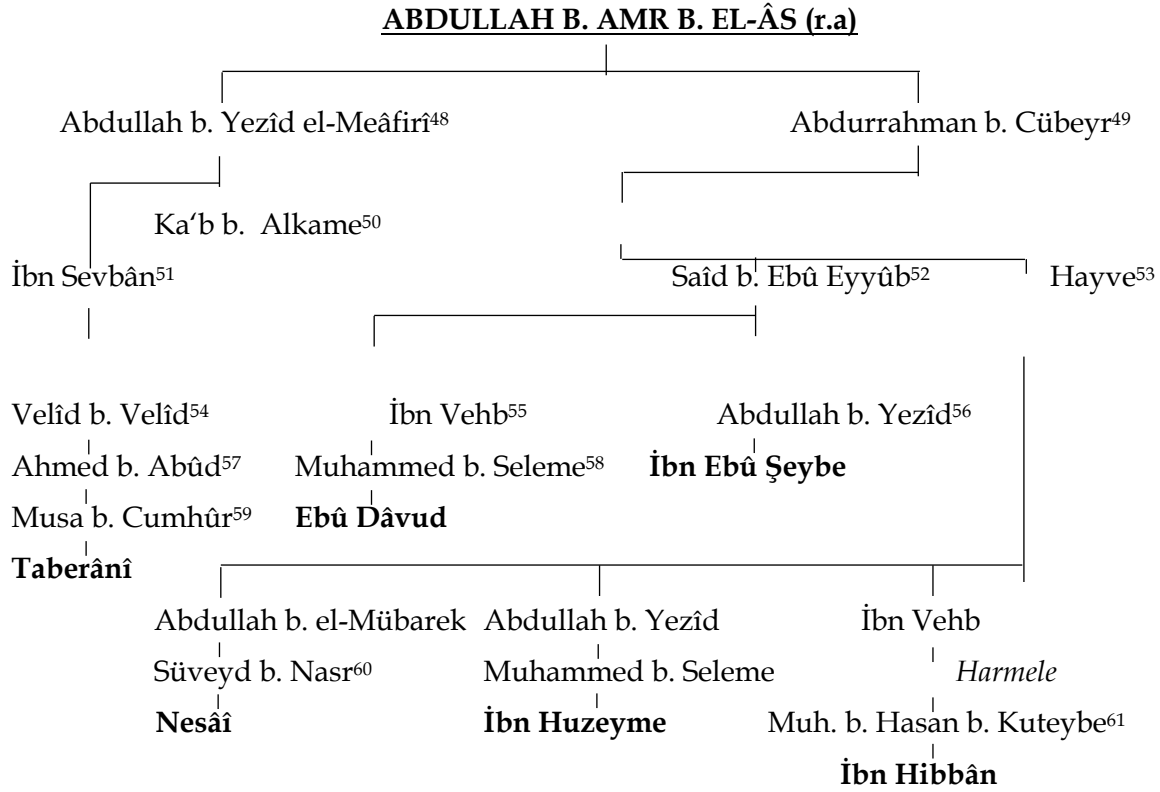 ABDULLAH B. AMR B. EL-ÂS (r.a)
Abdullah b. Yezîd el-Meâfirî48 Abdurrahman b. Cübeyr49
Ka‘b b. Alkame50
İbn Sevbân51 Saîd b. Ebû Eyyûb52 Hayve53
Velîd b. Velîd54 İbn Vehb55 Abdullah b. Yezîd56
Ahmed b. Abûd57 Muhammed b. Seleme58 İbn Ebû Şeybe
Musa b. Cumhûr59 Ebû Dâvud
Taberânî
Abdullah b. el-Mübarek Abdullah b. Yezîd İbn Vehb
Süveyd b. Nasr60 Muhammed b. Seleme Harmele
Nesâî İbn Huzeyme Muh. b. Hasan b. Kuteybe61
İbn Hibbân